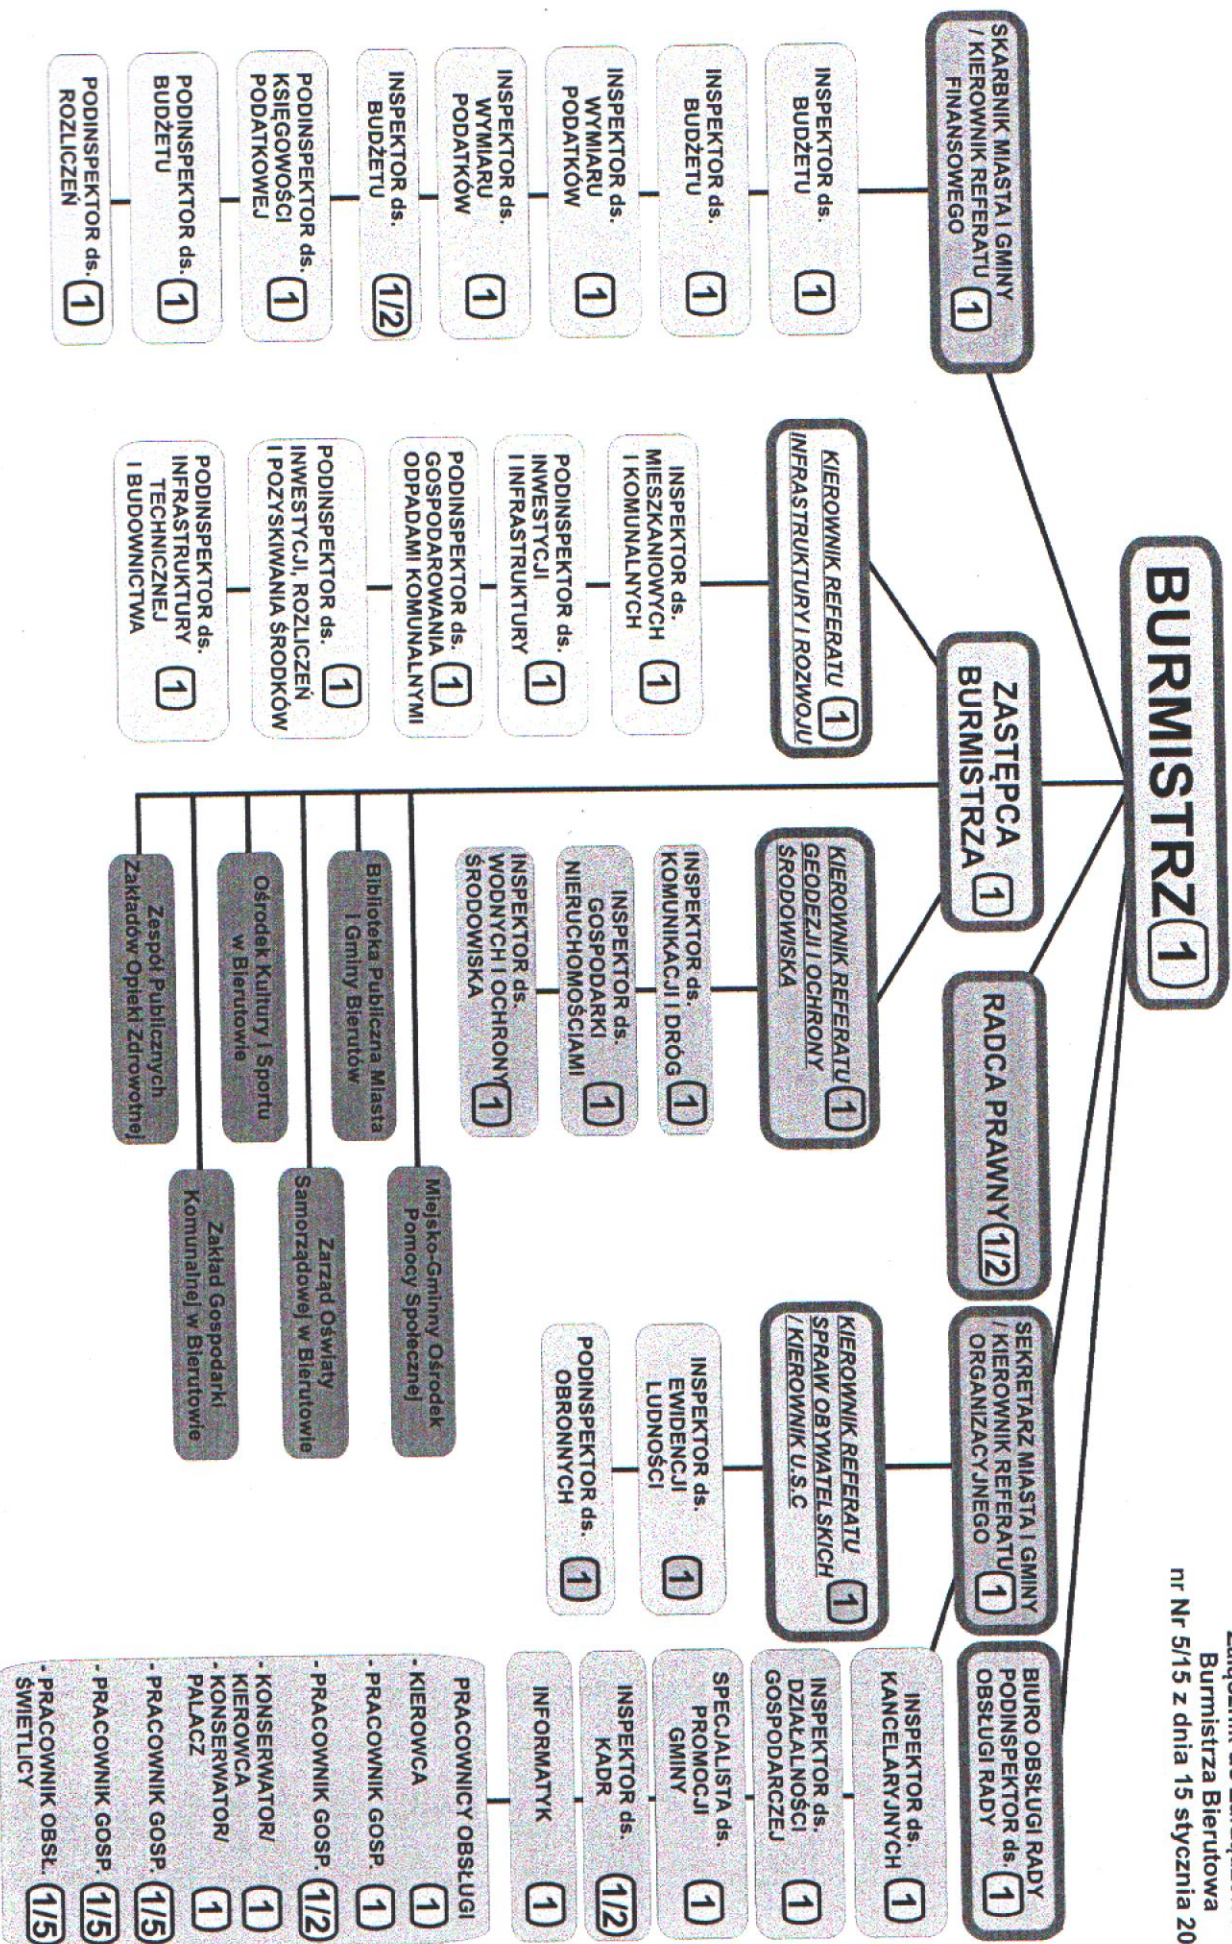 Burmistrza Bierutowa
nr Nr 5/15 z dnia 15 stycznia 20
BURMISTRZ 1
SKARBNIK MIASTA I GMINY
/ KIEROWNIK REFERATU
FINANSOWEGO 1
ZASTĘPCA
BURMISTRZA 1
RADCA PRAWNY 1/2
SEKRETARZ MIASTA I GMINY
/ KIEROWNIK REFERATU
ORGANIZACYJNEGO 1
BIURO OBSŁUGI RADY
PODINSPEKTOR ds.
OBSŁUGI RADY 1
INSPEKTOR ds.
BUDŻETU 1
INSPEKTOR ds.
BUDŻETU 1
INSPEKTOR ds.
WYMIARU
PODATKÓW 1
INSPEKTOR ds.
WYMIARU
PODATKÓW 1
INSPEKTOR ds.
BUDŻETU 1/2
PODINSPEKTOR ds.
KSIĘGOWOŚCI
PODATKOWEJ 1
PODINSPEKTOR ds.
BUDŻETU 1
PODINSPEKTOR ds.
ROZLICZEŃ 1
KIEROWNIK REFERATU
INFRASTRUKTURY I ROZWOJU 1
INSPEKTOR ds.
MIESZKANIOWYCH
I KOMUNALNYCH 1
PODINSPEKTOR ds.
INWESTYCJI
I INFRASTRUKTURY 1
PODINSPEKTOR ds.
GOSPODAROWANIA
ODPADAMI KOMUNALNYMI 1
PODINSPEKTOR ds.
INWESTYCJI, ROZLICZEŃ
I POZYSKIWANIA ŚRODKÓW 1
PODINSPEKTOR ds.
INFRASTRUKTURY
TECHNICZNEJ
I BUDOWNICTWA 1
KIEROWNIK REFERATU
GEODEZJI I OCHRONY
ŚRODOWISKA 1
INSPEKTOR ds.
KOMUNIKACJI I DRÓG 1
INSPEKTOR ds.
GOSPODARKI
NIERUCHOMOŚCIAMI 1
INSPEKTOR ds.
WODNYCH I OCHRONY
ŚRODOWISKA 1
Miejsko-Gminny Ośrodek
Pomocy Społecznej
Biblioteka Publiczna Miasta
i Gminy Bierutów
Zarząd Oświaty
Samorządowej w Bierutowie
Ośrodek Kultury i Sportu
w Bierutowie
Zakład Gospodarki
Komunalnej w Bierutowie
Zespół Publicznych
Zakładów Opieki Zdrowotnej
KIEROWNIK REFERATU
SPRAW OBYWATELSKICH
/ KIEROWNIK U.S.C 1
INSPEKTOR ds.
EWIDENCJI
LUDNOŚCI 1
PODINSPEKTOR ds.
OBRONNYCH 1
INSPEKTOR ds.
KANCELARYJNYCH 1
INSPEKTOR ds.
DZIAŁALNOŚCI
GOSPODARCZEJ 1
SPECJALISTA ds.
PROMOCJI
GMINY 1
INSPEKTOR ds.
KADR 1/2
INFORMATYK 1
PRACOWNICY OBSŁUGI
- KIEROWCA 1
- PRACOWNIK GOSP. 1
- PRACOWNIK GOSP. 1/2
- KONSERWATOR/
KIEROWCA 1
- KONSERWATOR/
PALACZ 1
- PRACOWNIK GOSP. 1/5
- PRACOWNIK GOSP. 1/5
- PRACOWNIK OBSŁ.
ŚWIETLICY 1/5